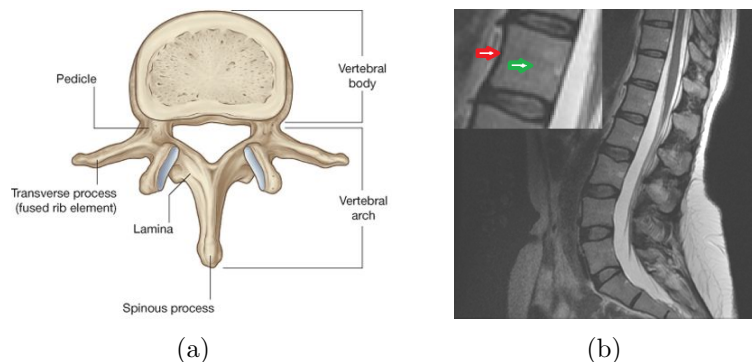 Pedicle
Vertebral
body
Transverse process
(fused rib element)
Vertebral
arch
Lamina
Spinous process
(a)
(b)